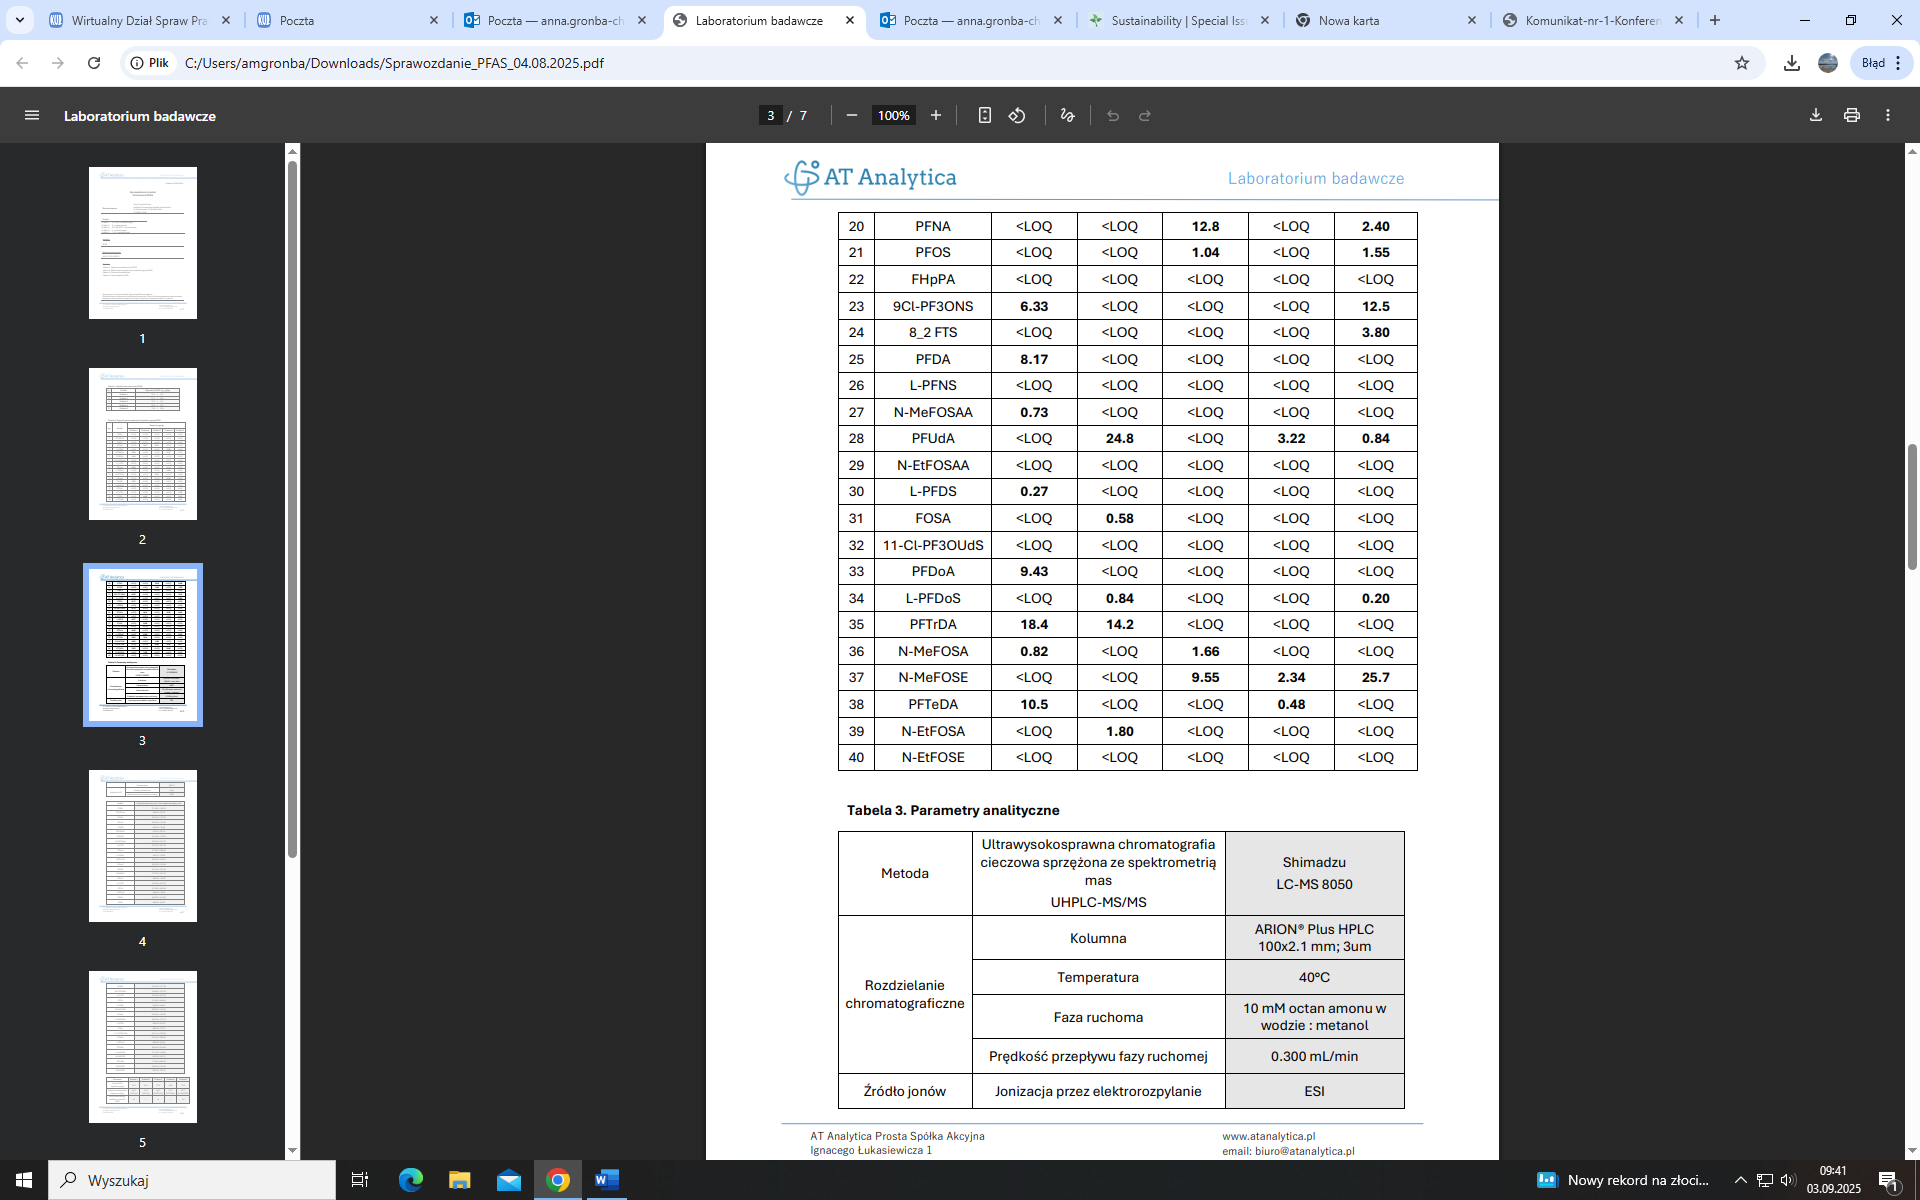 Wirtualny Dział Spraw Pra
Poczta
Poczta — anna.gronba-ch
Laboratorium badawcze
Poczta — anna.gronba-ch
Sustainability | Special Iss
Nowa karta
Komunikat-nr-1-Konferen
Plik
C:/Users/amgronba/Downloads/Sprawozdanie_PFAS_04.08.2025.pdf
Błąd
Laboratorium badawcze
3 / 7
100%
1
2
3
4
5
AT Analytica
Laboratorium badawcze
20 PFNA <LOQ <LOQ 12.8 <LOQ 2.40
21 PFOS <LOQ <LOQ 1.04 <LOQ 1.55
22 FHpPA <LOQ <LOQ <LOQ <LOQ <LOQ
23 9Cl-PF3ONS 6.33 <LOQ <LOQ <LOQ 12.5
24 8_2 FTS <LOQ <LOQ <LOQ <LOQ 3.80
25 PFDA 8.17 <LOQ <LOQ <LOQ <LOQ
26 L-PFNS <LOQ <LOQ <LOQ <LOQ <LOQ
27 N-MeFOSAA 0.73 <LOQ <LOQ <LOQ <LOQ
28 PFUdA <LOQ 24.8 <LOQ 3.22 0.84
29 N-EtFOSAA <LOQ <LOQ <LOQ <LOQ <LOQ
30 L-PFDS 0.27 <LOQ <LOQ <LOQ <LOQ
31 FOSA <LOQ 0.58 <LOQ <LOQ <LOQ
32 11-Cl-PF3OUdS <LOQ <LOQ <LOQ <LOQ <LOQ
33 PFDoA 9.43 <LOQ <LOQ <LOQ <LOQ
34 L-PFDoS <LOQ 0.84 <LOQ <LOQ 0.20
35 PFTrDA 18.4 14.2 <LOQ <LOQ <LOQ
36 N-MeFOSA 0.82 <LOQ 1.66 <LOQ <LOQ
37 N-MeFOSE <LOQ <LOQ 9.55 2.34 25.7
38 PFTeDA 10.5 <LOQ <LOQ 0.48 <LOQ
39 N-EtFOSA <LOQ 1.80 <LOQ <LOQ <LOQ
40 N-EtFOSE <LOQ <LOQ <LOQ <LOQ <LOQ
Tabela 3. Parametry analityczne
Metoda
Ultrawysokosprawna chromatografia
cieczowa sprzężona ze spektrometrią
mas
UHPLC-MS/MS
Shimadzu
LC-MS 8050
Rozdzielanie
chromatograficzne
Kolumna
ARION® Plus HPLC
100x2.1 mm; 3um
Temperatura
40°C
Faza ruchoma
10 mM octan amonu w
wodzie : metanol
Prędkość przepływu fazy ruchomej
0.300 mL/min
Źródło jonów
Jonizacja przez elektrorozpylanie
ESI
AT Analytica Prosta Spółka Akcyjna
Ignacego Łukasiewicza 1
www.atanalytica.pl
email: biuro@atanalytica.pl
Wyszukaj
Nowy rekord na złoci...
09:41
03.09.2025
1